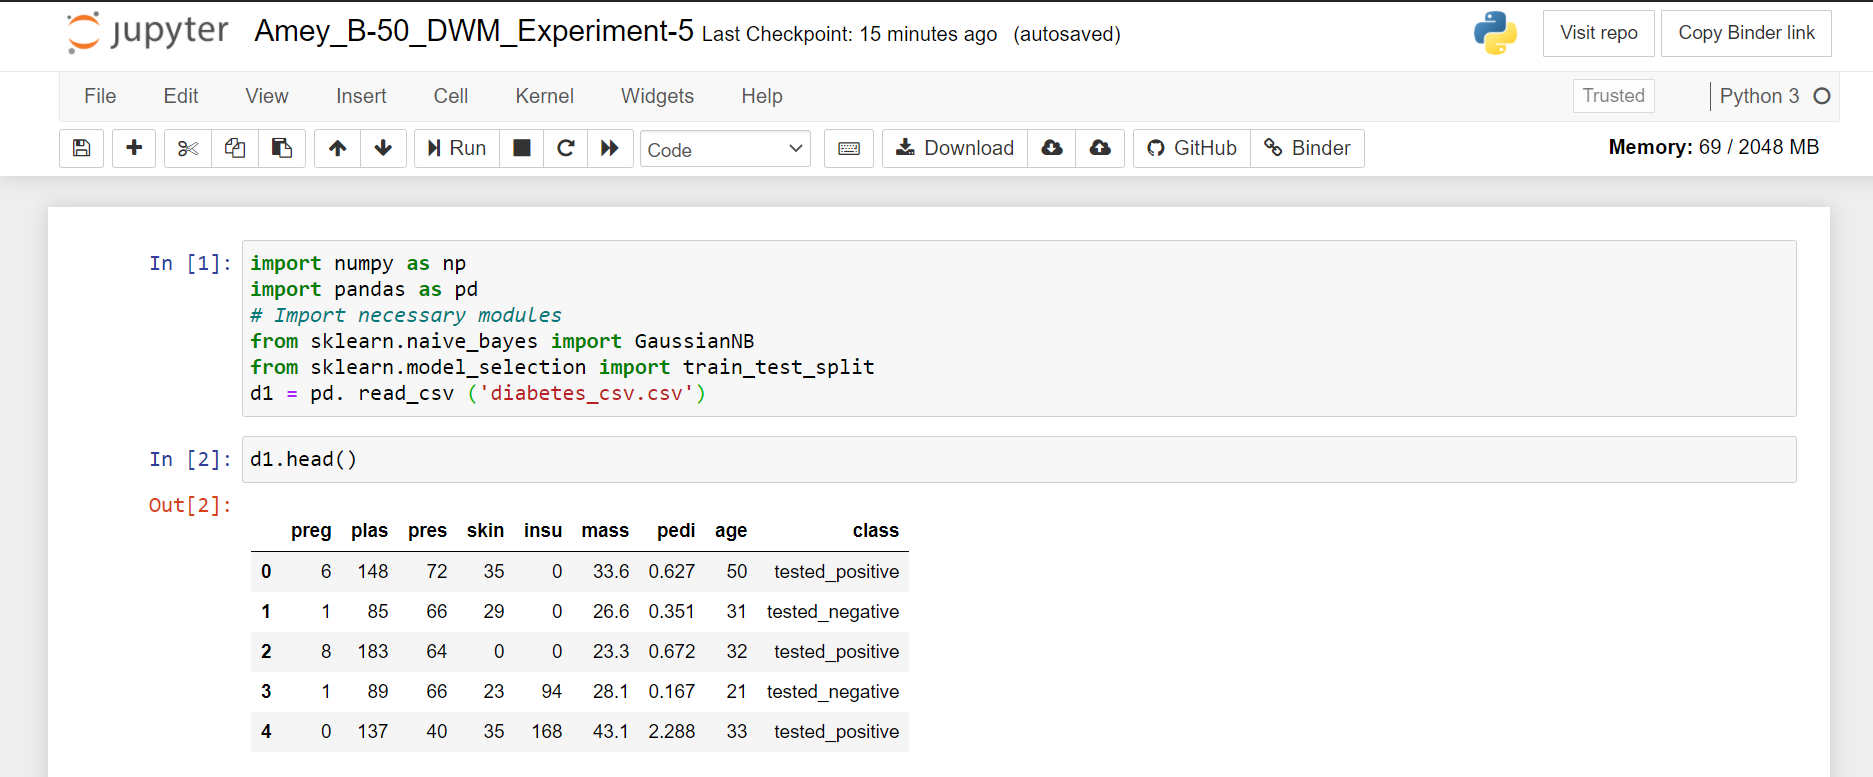 jupyter Amey_B-50_DWM_Experiment-5 Last Checkpoint: 15 minutes ago (autosaved) Visit repo Copy Binder link
File Edit View Insert Cell Kernel Widgets Help Trusted Python 3
Run Code Download GitHub Binder Memory: 69 / 2048 MB
In [1]: import numpy as np
import pandas as pd
# Import necessary modules
from sklearn.naive_bayes import GaussianNB
from sklearn.model_selection import train_test_split
d1 = pd. read_csv ('diabetes_csv.csv')
In [2]: d1.head()
Out[2]:
preg plas pres skin insu mass pedi age class
0 6 148 72 35 0 33.6 0.627 50 tested_positive
1 1 85 66 29 0 26.6 0.351 31 tested_negative
2 8 183 64 0 0 23.3 0.672 32 tested_positive
3 1 89 66 23 94 28.1 0.167 21 tested_negative
4 0 137 40 35 168 43.1 2.288 33 tested_positive